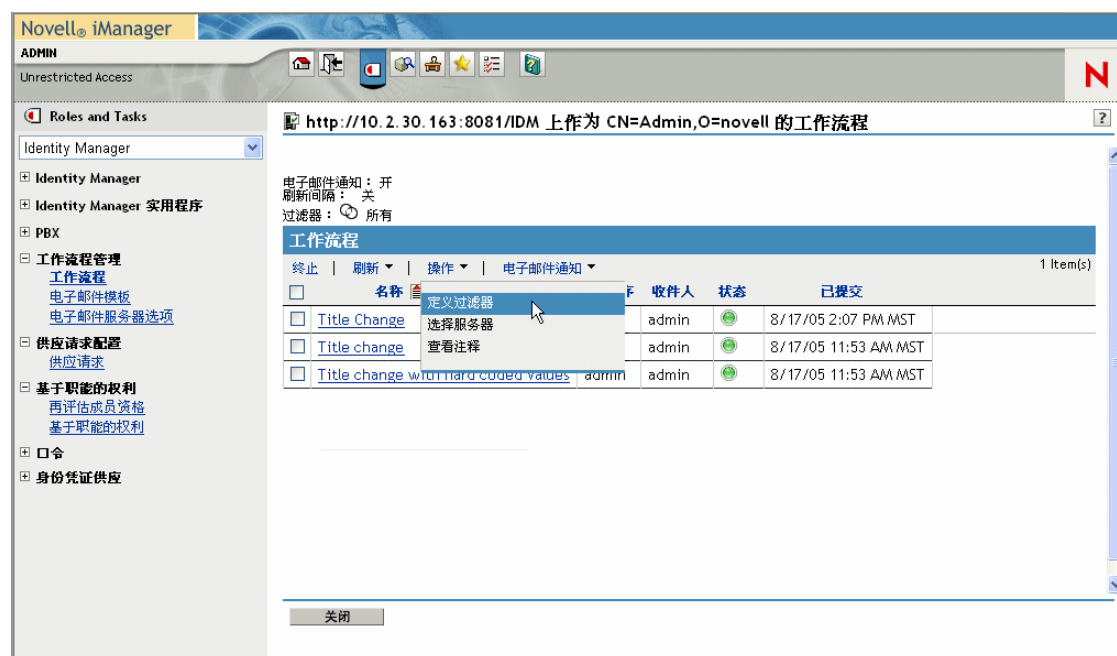 Novell® iManager
ADMIN
Unrestricted Access
N
Roles and Tasks
Identity Manager
Identity Manager
Identity Manager 实用程序
PBX
工作流程管理
工作流程
电子邮件模板
电子邮件服务器选项
供应请求配置
供应请求
基于职能的权利
再评估成员资格
基于职能的权利
口令
身份凭证供应
http://10.2.30.163:8081/IDM 上作为 CN=Admin,O=novell 的工作流程
?
电子邮件通知: 开
刷新间隔: 关
过滤器: 所有
工作流程
终止 | 刷新 | 操作 | 电子邮件通知 1 Item(s)
名称 收件人 状态 已提交
定义过滤器
选择服务器
查看注释
Title Change admin 8/17/05 2:07 PM MST
Title change admin 8/17/05 11:53 AM MST
Title change with hard coded values admin admin 8/17/05 11:53 AM MST
关闭